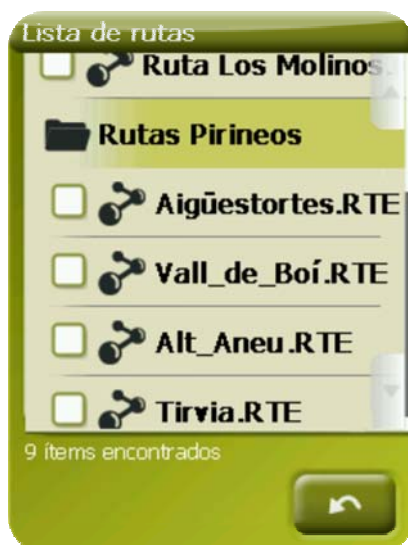 Lista de rutas
Ruta Los Molinos.
Rutas Pirineos
Aigüestortes.RTE
Vall_de_Boí.RTE
Alt_Aneu.RTE
Tirvia.RTE
9 ítems encontrados